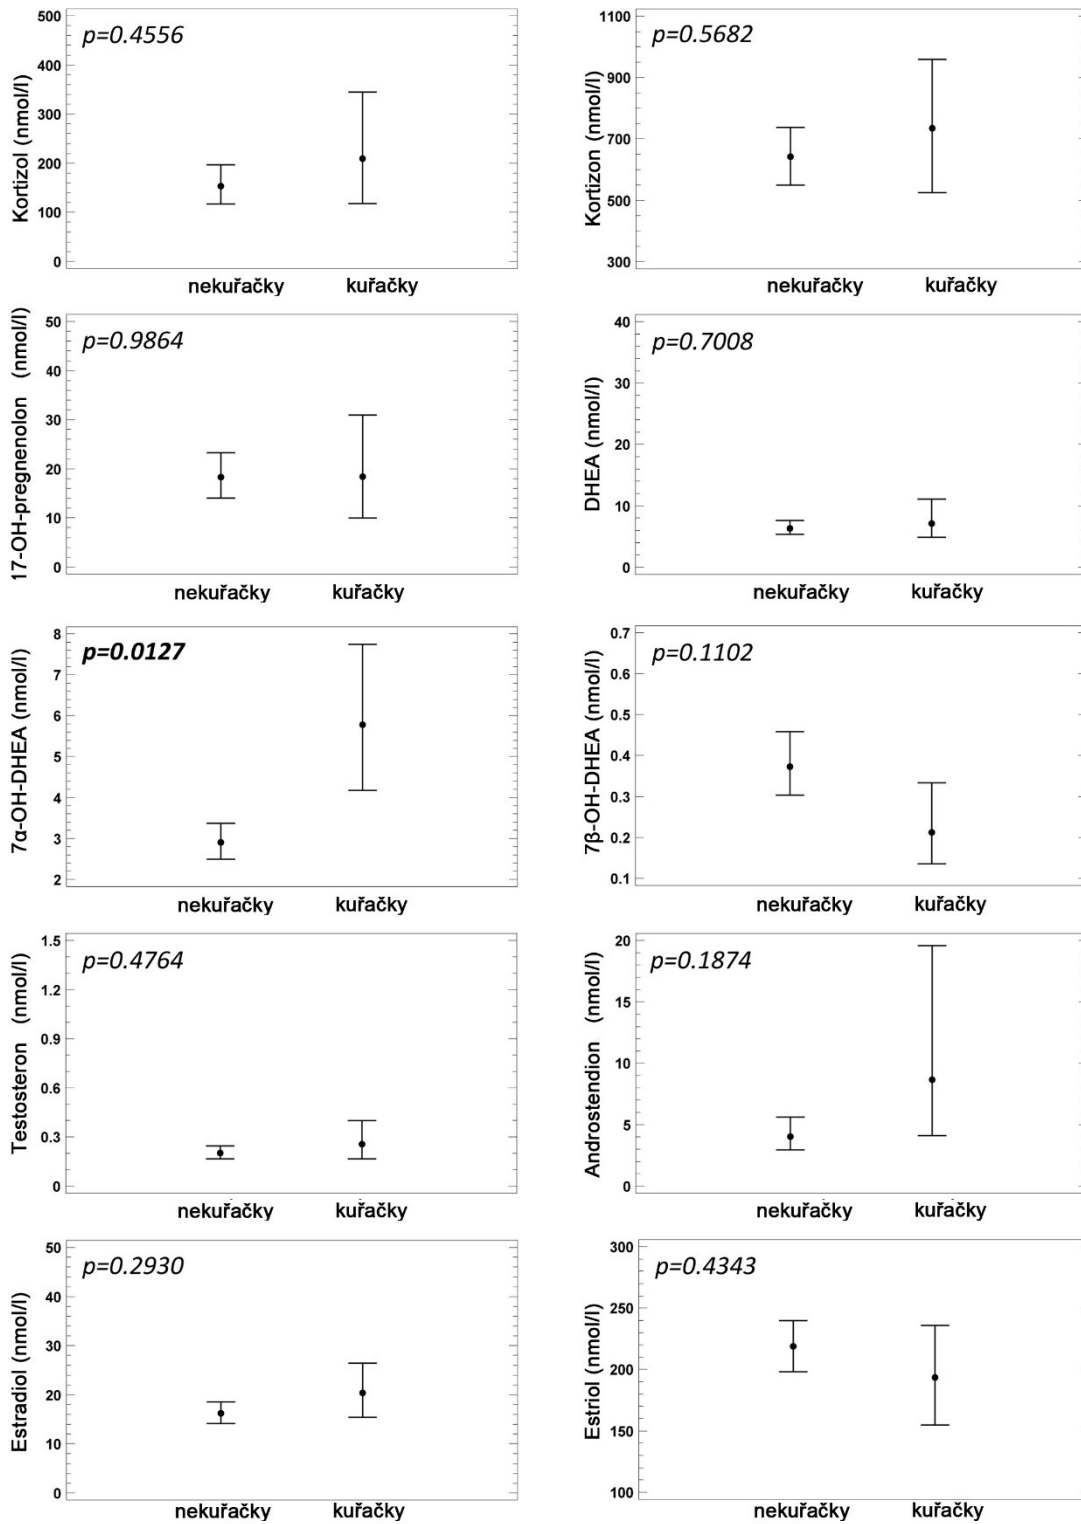 Kortizol (nmol/l)
500
400
300
200
100
0
p=0.4556
nekuřačky kuřačky
Kortizon (nmol/l)
1100
900
700
500
300
p=0.5682
nekuřačky kuřačky
17-OH-pregnenolon (nmol/l)
50
40
30
20
10
0
p=0.9864
nekuřačky kuřačky
DHEA (nmol/l)
40
30
20
10
0
p=0.7008
nekuřačky kuřačky
7α-OH-DHEA (nmol/l)
8
7
6
5
4
3
2
p=0.0127
nekuřačky kuřačky
7β-OH-DHEA (nmol/l)
0.7
0.6
0.5
0.4
0.3
0.2
0.1
p=0.1102
nekuřačky kuřačky
Testosteron (nmol/l)
1.5
1.2
0.9
0.6
0.3
0
p=0.4764
nekuřačky kuřačky
Androstendion (nmol/l)
20
15
10
5
0
p=0.1874
nekuřačky kuřačky
Estradiol (nmol/l)
50
40
30
20
10
0
p=0.2930
nekuřačky kuřačky
Estriol (nmol/l)
300
250
200
150
100
p=0.4343
nekuřačky kuřačky